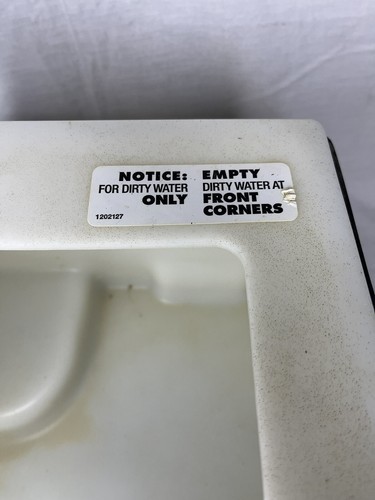 NOTICE:
FOR DIRTY WATER
ONLY
1202127
EMPTY
DIRTY WATER AT
FRONT
CORNERS